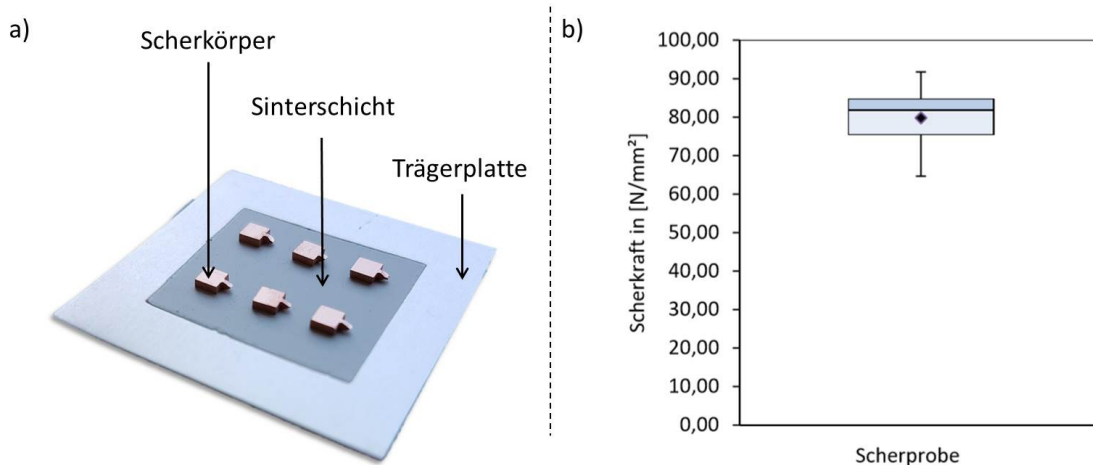 a)
Scherkörper
Sinterschicht
Trägerplatte
b)
Scherkraft in [N/mm²]
100,00
90,00
80,00
70,00
60,00
50,00
40,00
30,00
20,00
10,00
0,00
Scherprobe